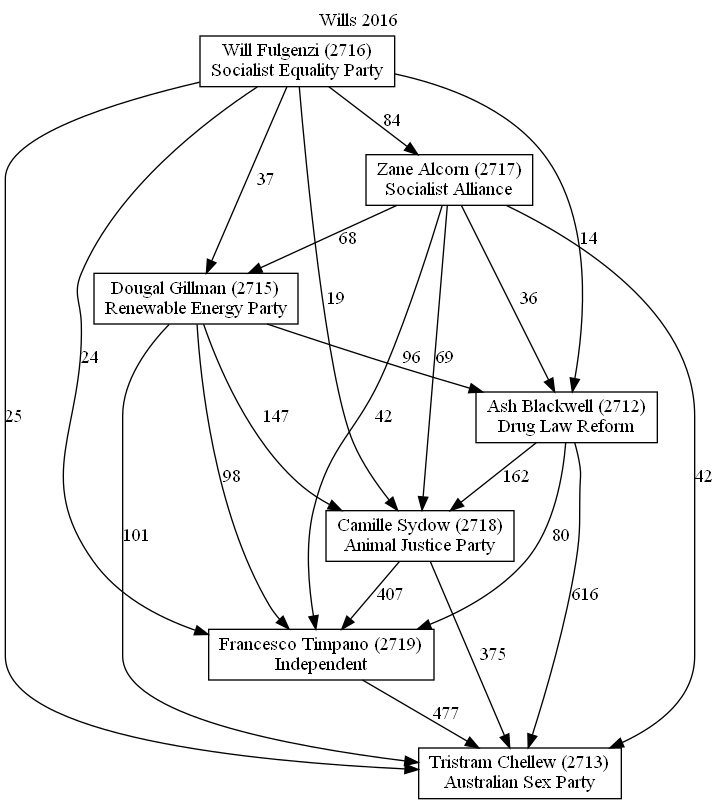 Wills 2016
Will Fulgenzi (2716)
Socialist Equality Party
84
Zane Alcorn (2717)
Socialist Alliance
37
68
14
Dougal Gillman (2715)
Renewable Energy Party
19
36
24
96
69
25
147
42
Ash Blackwell (2712)
Drug Law Reform
98
162
42
Camille Sydow (2718)
Animal Justice Party
101
80
407
616
Francesco Timpano (2719)
Independent
375
477
Tristram Chellew (2713)
Australian Sex Party